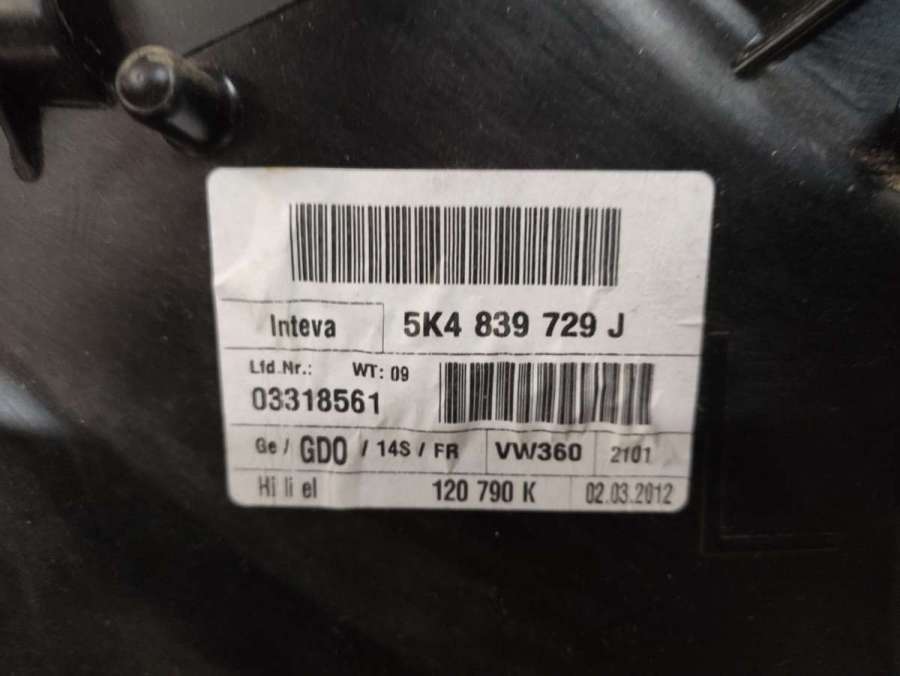 Inteva 5K4 839 729 J
Lfd.Nr.: WT: 09
03318561
Ge / GDO / 14S / FR VW360 2101
Hi li el 120 790 K 02.03.2012